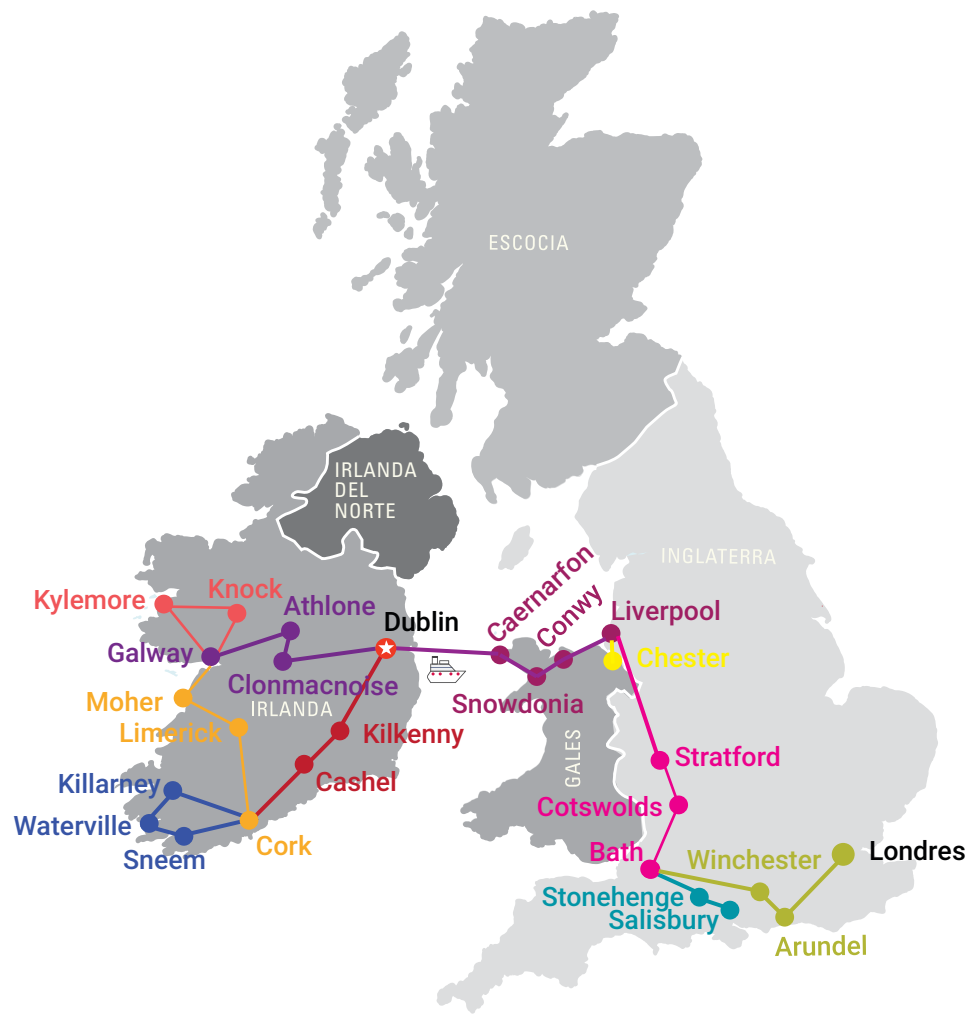 ESCOCIA
IRLANDA
DEL
NORTE
INGLATERRA
Caernarfon
Conwy
Knock
Kylemore
Athlone
Liverpool
Dublin
Galway
Chester
Clonmacnoise
Moher
Snowdonia
IRLANDA
Limerick
Kilkenny
GALES
Stratford
Killarney
Cashel
Cotswolds
Waterville
Cork
Bath
Londres
Sneem
Winchester
Stonehenge
Salisbury
Arundel